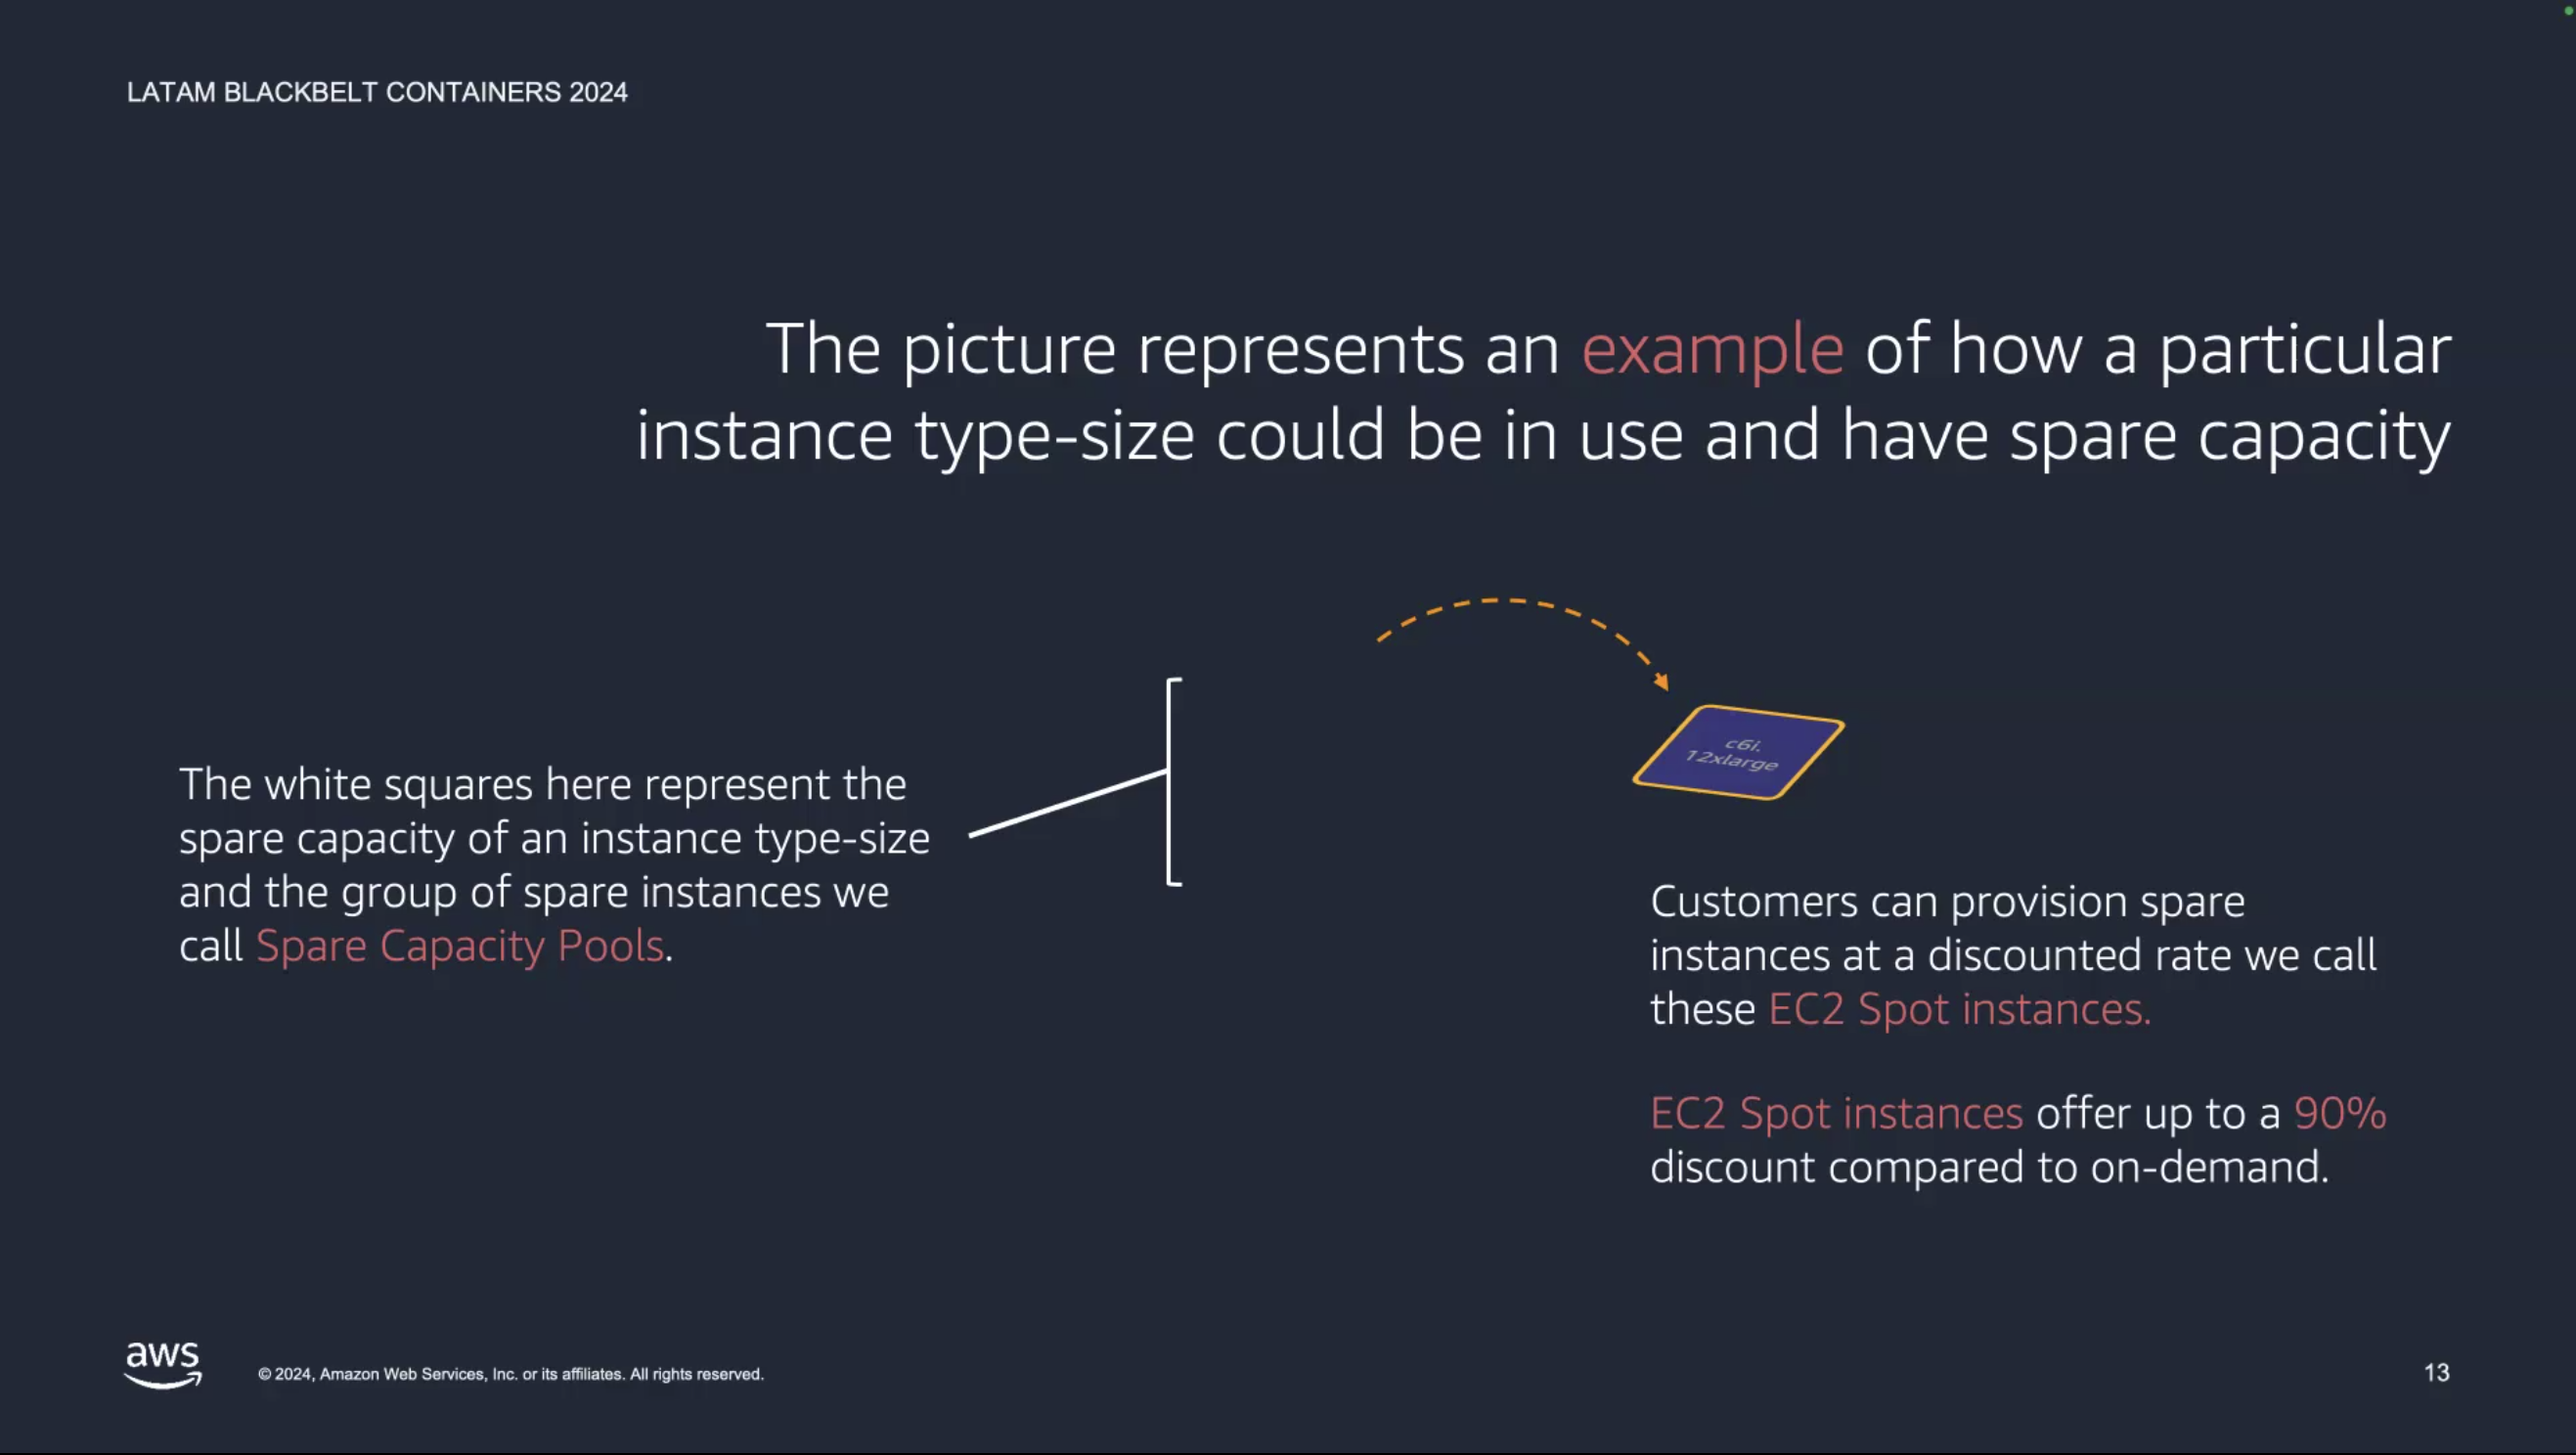 LATAM BLACKBELT CONTAINERS 2024
The picture represents an example of how a particular
instance type-size could be in use and have spare capacity
The white squares here represent the
spare capacity of an instance type-size
and the group of spare instances we
call Spare Capacity Pools.
c6i.
12xlarge
Customers can provision spare
instances at a discounted rate we call
these EC2 Spot instances.
EC2 Spot instances offer up to a 90%
discount compared to on-demand.
aws
© 2024, Amazon Web Services, Inc. or its affiliates. All rights reserved.
13